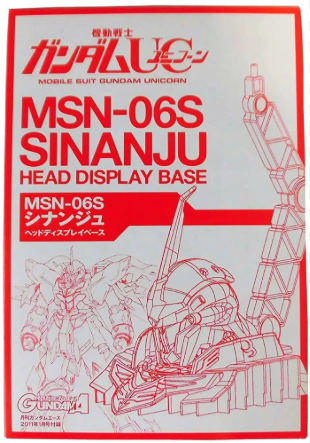 機動戦士
ガンダムUC
ユニコーン
MOBILE SUIT GUNDAM UNICORN
MSN-06S
SINANJU
HEAD DISPLAY BASE
MSN-06S
シナンジュ
ヘッドディスプレイベース
GUNDAM A
月刊ガンダムエース
2011年1月号付録